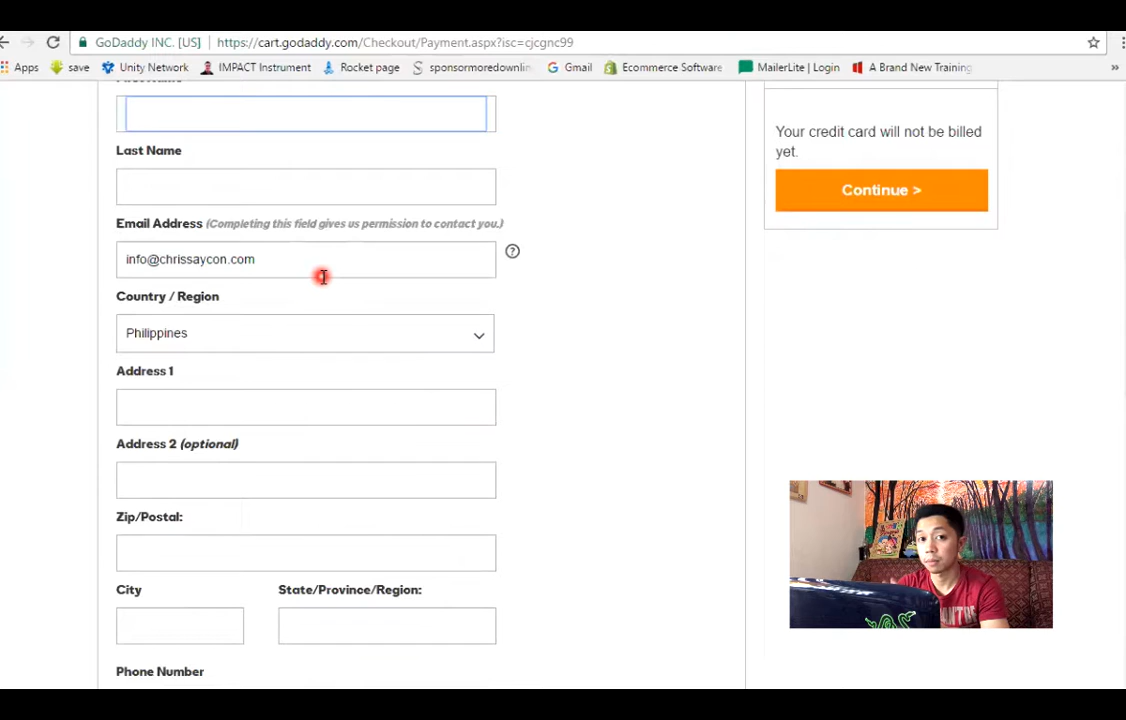 GoDaddy INC. [US] https://cart.godaddy.com/Checkout/Payment.aspx?isc=cjcgnc99
Apps save Unity Network IMPACT Instrument Rocket page sponsormoredownlin Gmail Ecommerce Software MailerLite | Login A Brand New Training »
First Name
Last Name
Email Address (Completing this field gives us permission to contact you.)
info@chrissaycon.com ?
Country / Region
Philippines
Address 1
Address 2 (optional)
Zip/Postal:
City State/Province/Region:
Phone Number
Your credit card will not be billed
yet.
Continue >